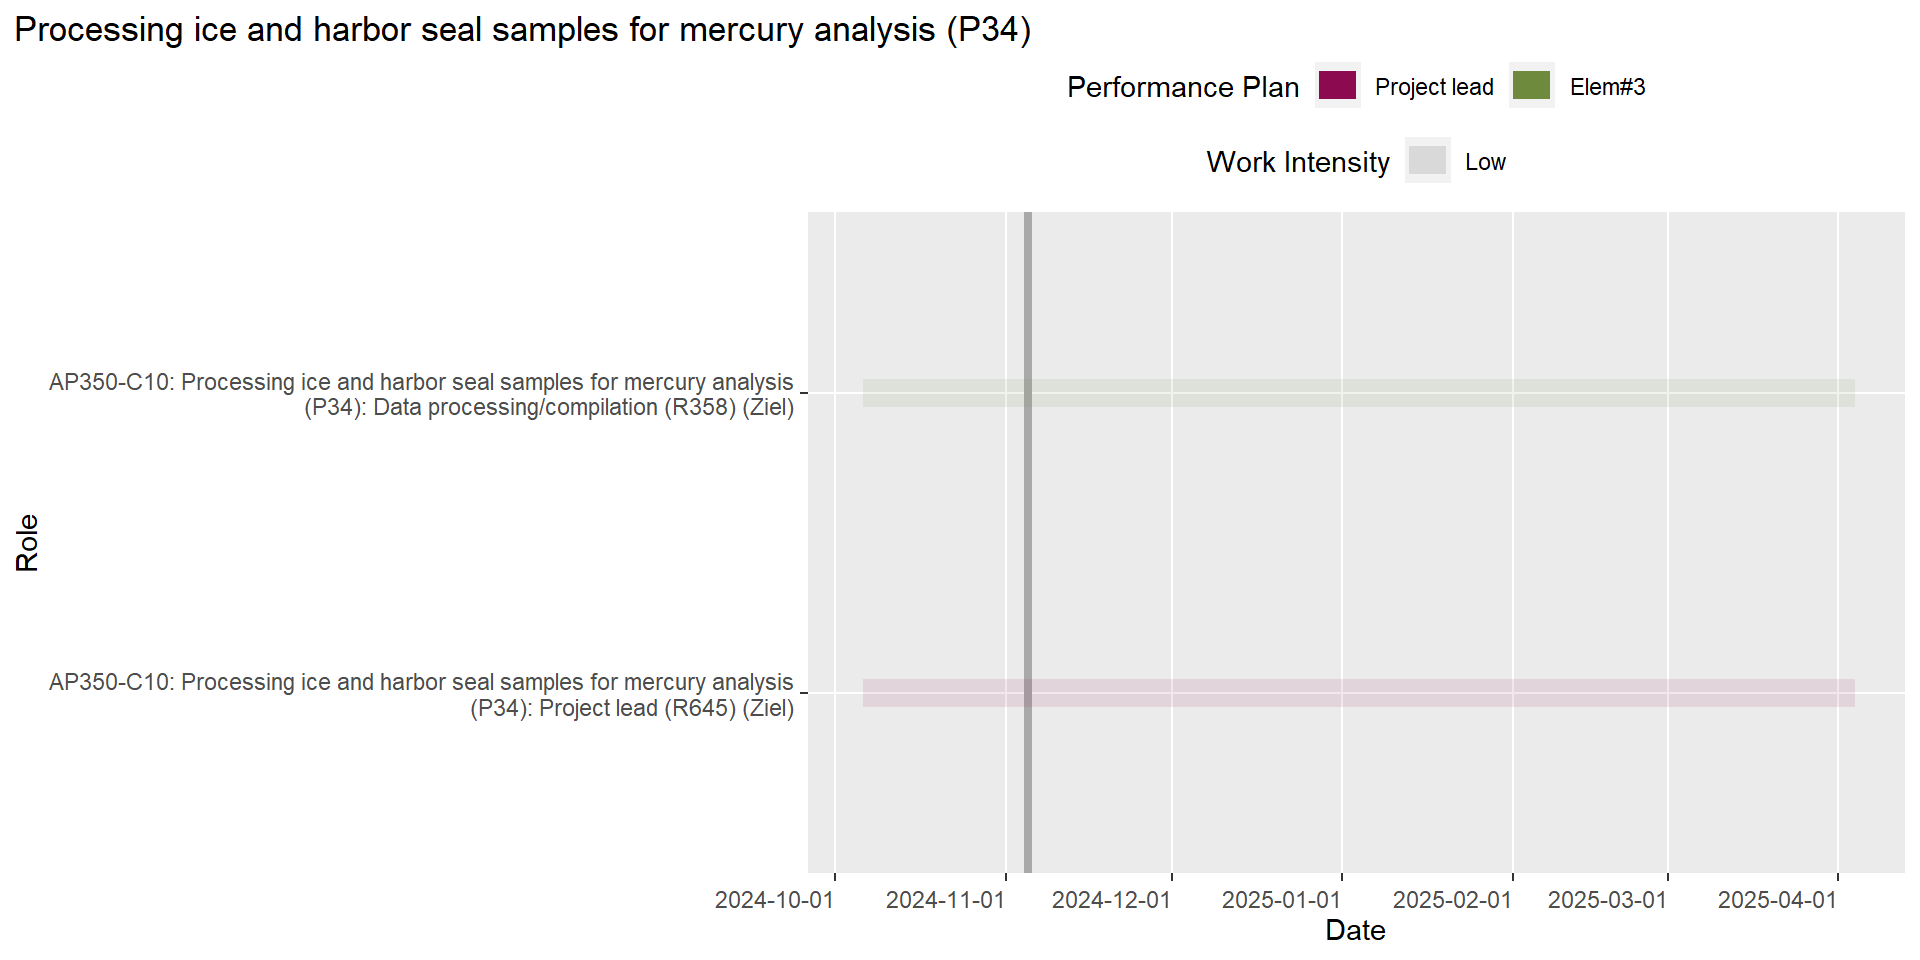 Processing ice and harbor seal samples for mercury analysis (P34)
Performance Plan Project lead Elem#3
Work Intensity Low
AP350-C10: Processing ice and harbor seal samples for mercury analysis
(P34): Data processing/compilation (R358) (Ziel)
Role
AP350-C10: Processing ice and harbor seal samples for mercury analysis
(P34): Project lead (R645) (Ziel)
2024-10-01 2024-11-01 2024-12-01 2025-01-01 2025-02-01 2025-03-01 2025-04-01
Date